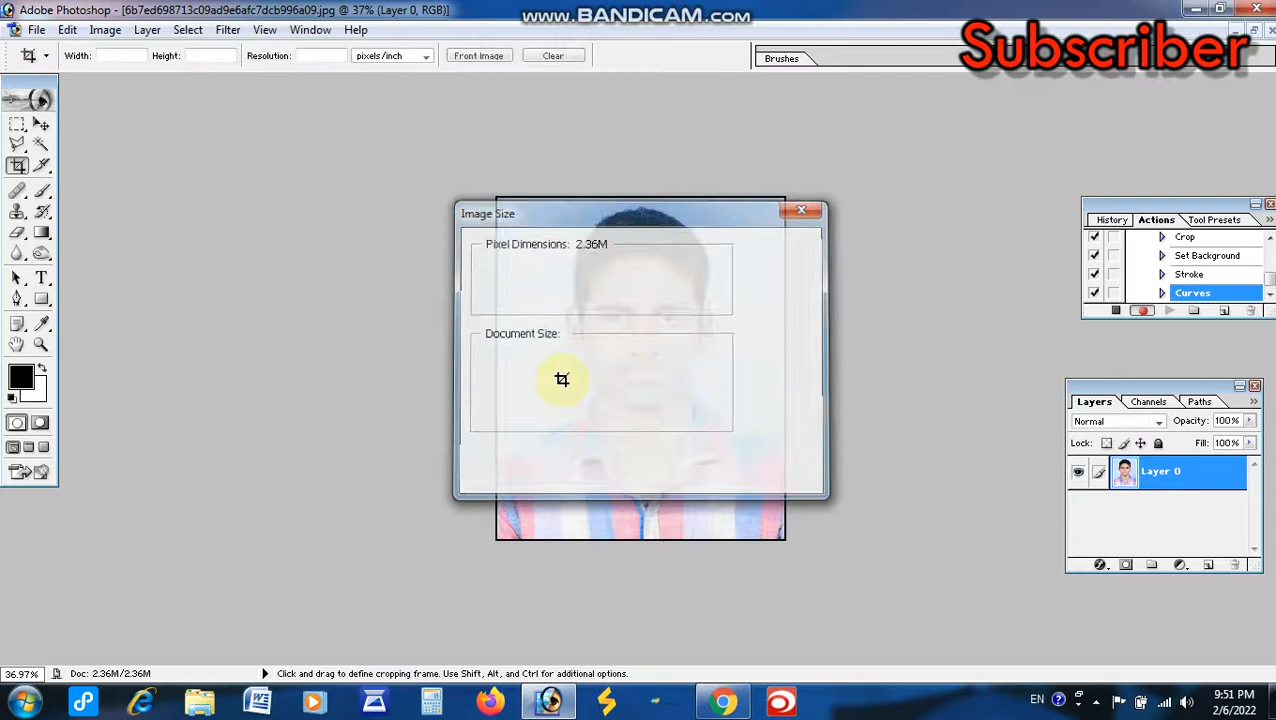 Adobe Photoshop - [6b7ed698713c09ad9e6afc7dcb996a09.jpg @ 37% (Layer 0, RGB)]
www.BANDICAM.com
File Edit Image Layer Select Filter View Window Help
Subscriber
Width: Height: Resolution: pixels/inch Front Image Clear
Brushes
Image Size
Pixel Dimensions: 2.36M
Document Size:
History Actions Tool Presets
Crop
Set Background
Stroke
Curves
Layers Channels Paths
Normal Opacity: 100%
Lock: Fill: 100%
Layer 0
36.97% Doc: 2.36M/2.36M Click and drag to define cropping frame. Use Shift, Alt, and Ctrl for additional options.
EN 9:51 PM
2/6/2022